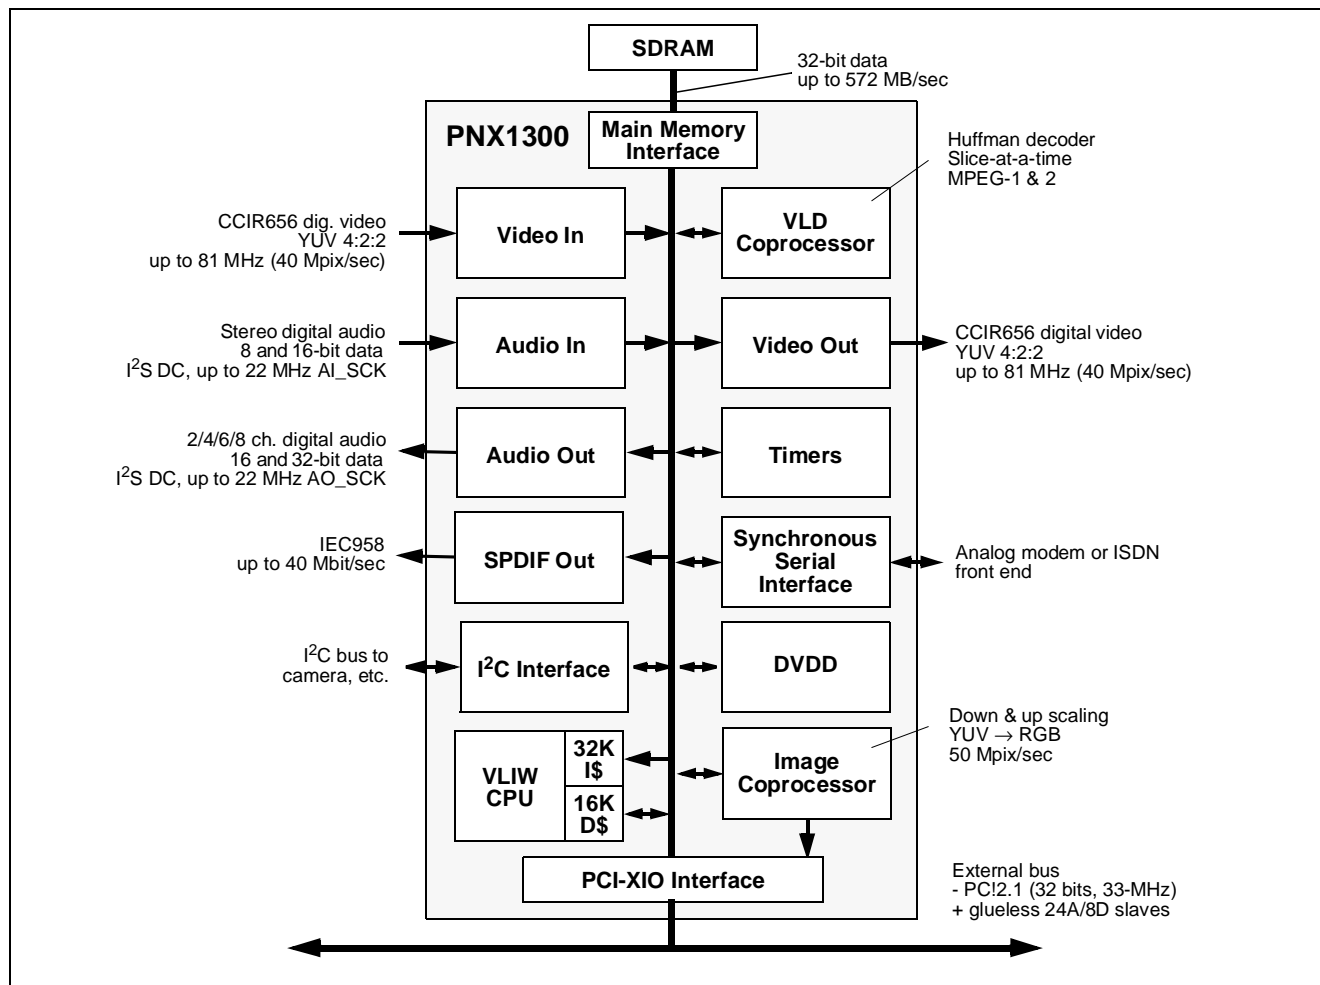 SDRAM
32-bit data
up to 572 MB/sec
PNX1300
Main Memory
Interface
Huffman decoder
Slice-at-a-time
MPEG-1 & 2
CCIR656 dig. video
YUV 4:2:2
up to 81 MHz (40 Mpix/sec)
Video In
VLD
Coprocessor
Stereo digital audio
8 and 16-bit data
I²S DC, up to 22 MHz AI_SCK
Audio In
Video Out
CCIR656 digital video
YUV 4:2:2
up to 81 MHz (40 Mpix/sec)
2/4/6/8 ch. digital audio
16 and 32-bit data
I²S DC, up to 22 MHz AO_SCK
Audio Out
Timers
IEC958
up to 40 Mbit/sec
SPDIF Out
Synchronous
Serial
Interface
Analog modem or ISDN
front end
I²C bus to
camera, etc.
I²C Interface
DVDD
Down & up scaling
YUV → RGB
50 Mpix/sec
VLIW
CPU
32K
I$
16K
D$
Image
Coprocessor
PCI-XIO Interface
External bus
- PC!2.1 (32 bits, 33-MHz)
+ glueless 24A/8D slaves